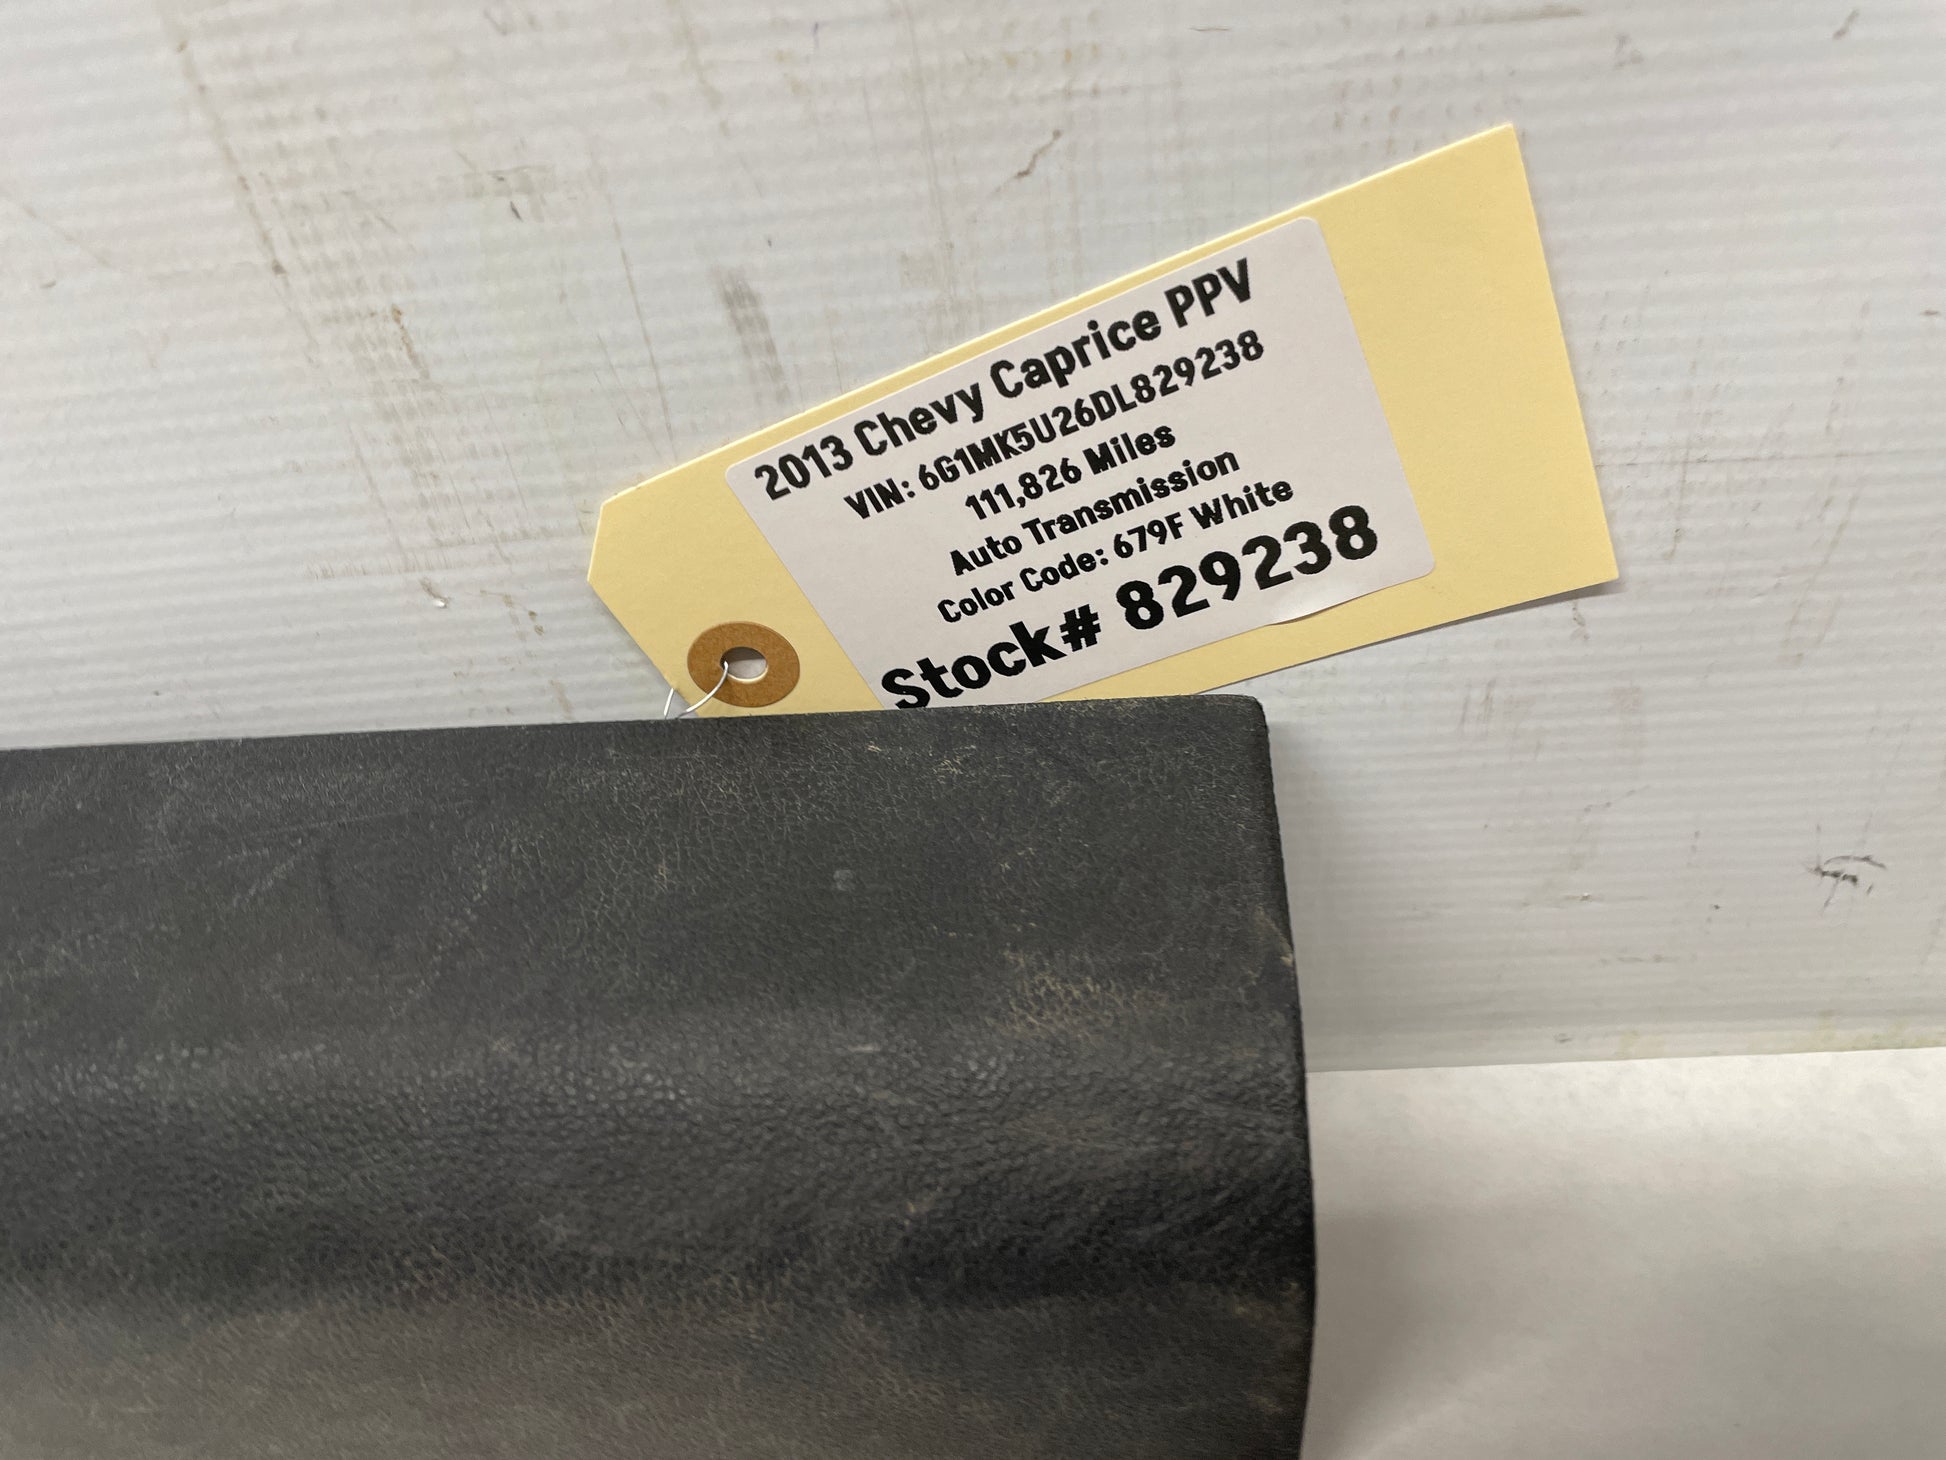 2013 Chevy Caprice PPV
VIN: 6G1MK5U26DL829238
111,826 Miles
Auto Transmission
Color Code: 679F White
Stock# 829238